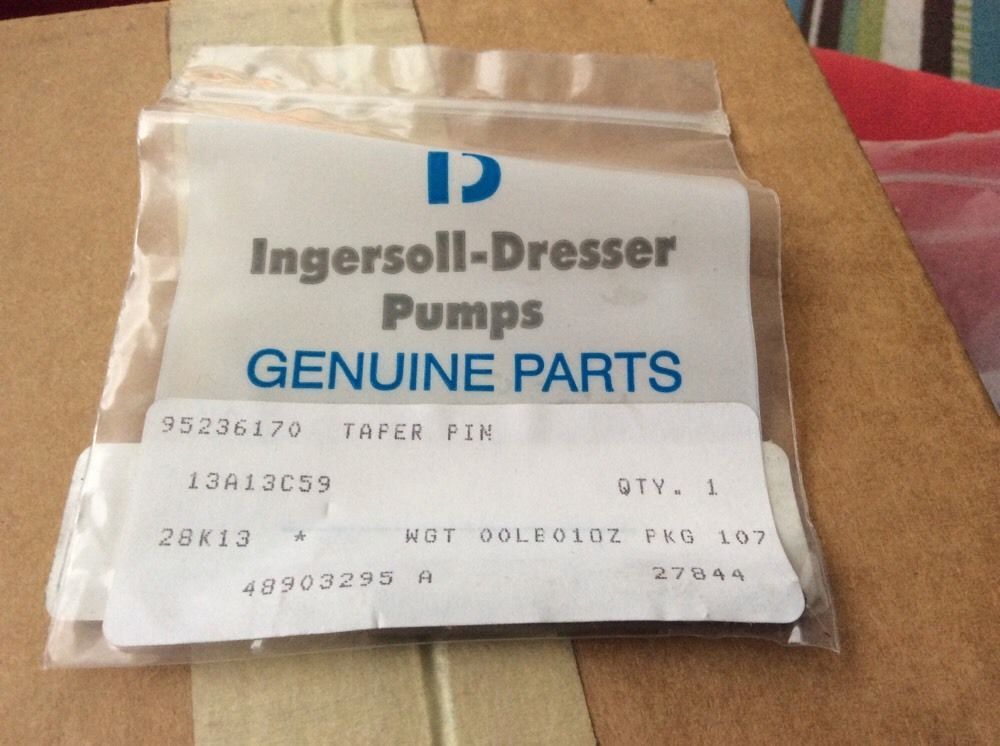 Ingersoll-Dresser
Pumps
GENUINE PARTS
95236170 TAPER PIN
13A13C59 QTY. 1
28K13 * WGT 00LB01OZ PKG 107
48903295 A 27844